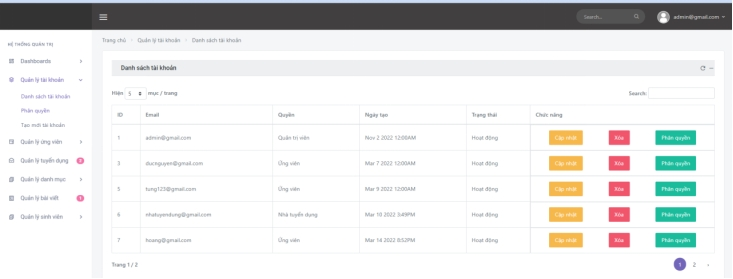 Search...
admin@gmail.com
Trang chủ > Quản lý tài khoản > Danh sách tài khoản
HỆ THỐNG QUẢN TRỊ
Dashboards
Quản lý tài khoản
Danh sách tài khoản
Phân quyền
Tạo mới tài khoản
Quản lý ứng viên
Quản lý tuyển dụng
Quản lý danh mục
Quản lý bài viết
Quản lý sinh viên
Danh sách tài khoản
Hiện 5 mục / trang
Search:
ID Email Quyền Ngày tạo Trạng thái Chức năng
1 admin@gmail.com Quản trị viên Nov 2 2022 12:00AM Hoạt động Cập nhật Xóa Phân quyền
3 ducnguyen@gmail.com Ứng viên Mar 7 2022 12:00AM Hoạt động Cập nhật Xóa Phân quyền
5 tung123@gmail.com Ứng viên Mar 9 2022 12:00AM Hoạt động Cập nhật Xóa Phân quyền
6 nhatuyendung@gmail.com Nhà tuyển dụng Mar 10 2022 3:49PM Hoạt động Cập nhật Xóa Phân quyền
7 hoang@gmail.com Ứng viên Mar 14 2022 8:52PM Hoạt động Cập nhật Xóa Phân quyền
Trang 1 / 2
1 2